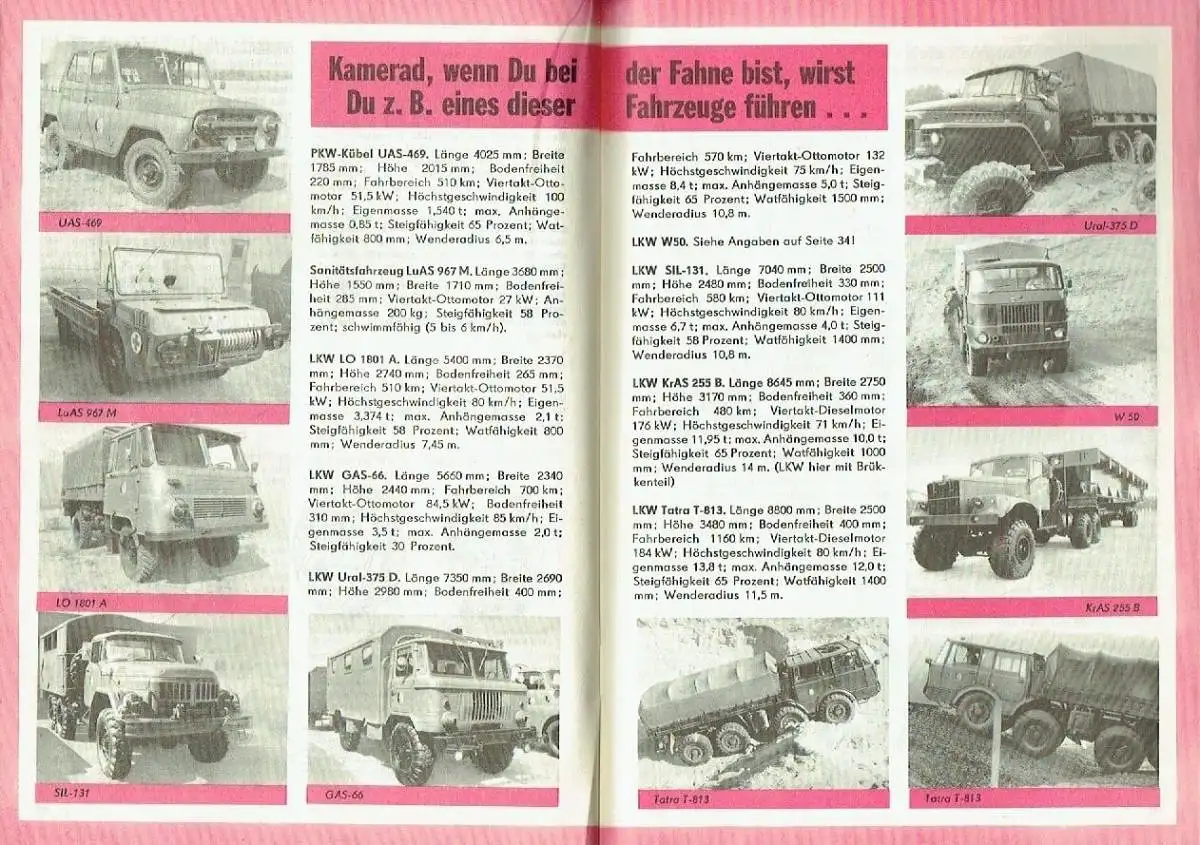 Kamerad, wenn Du bei der Fahne bist, wirst
Du z. B. eines dieser Fahrzeuge führen . . .
UAS-469
LuAS 967 M
LO 1801 A
SIL-131
PKW-Kübel UAS-469. Länge 4025 mm; Breite
1785 mm; Höhe 2015 mm; Bodenfreiheit
220 mm; Fahrbereich 510 km; Viertakt-Otto-
motor 51,5 kW; Höchstgeschwindigkeit 100
km/h; Eigenmasse 1,540 t; max. Anhänge-
masse 0,85 t; Steigfähigkeit 65 Prozent; Wat-
fähigkeit 800 mm; Wenderadius 6,5 m.
Sanitätsfahrzeug LuAS 967 M. Länge 3680 mm;
Höhe 1550 mm; Breite 1710 mm; Bodenfrei-
heit 285 mm; Viertakt-Ottomotor 27 kW; An-
hängemasse 200 kg; Steigfähigkeit 58 Pro-
zent; schwimmfähig (5 bis 6 km/h).
LKW LO 1801 A. Länge 5400 mm; Breite 2370
mm; Höhe 2740 mm; Bodenfreiheit 265 mm;
Fahrbereich 510 km; Viertakt-Ottomotor 51,5
kW; Höchstgeschwindigkeit 80 km/h; Eigen-
masse 3,374 t; max. Anhängemasse 2,1 t;
Steigfähigkeit 58 Prozent; Watfähigkeit 800
mm; Wenderadius 7,45 m.
LKW GAS-66. Länge 5660 mm; Breite 2340
mm; Höhe 2440 mm; Fahrbereich 700 km;
Viertakt-Ottomotor 84,5 kW; Bodenfreiheit
310 mm; Höchstgeschwindigkeit 85 km/h; Ei-
genmasse 3,5 t; max. Anhängemasse 2,0 t;
Steigfähigkeit 30 Prozent.
LKW Ural-375 D. Länge 7350 mm; Breite 2690
mm; Höhe 2980 mm; Bodenfreiheit 400 mm;
GAS-66
Fahrbereich 570 km; Viertakt-Ottomotor 132
kW; Höchstgeschwindigkeit 75 km/h; Eigen-
masse 8,4 t; max. Anhängemasse 5,0 t; Steig-
fähigkeit 65 Prozent; Watfähigkeit 1500 mm;
Wenderadius 10,8 m.
LKW W50. Siehe Angaben auf Seite 34!
LKW SIL-131. Länge 7040 mm; Breite 2500
mm; Höhe 2480 mm; Bodenfreiheit 330 mm;
Fahrbereich 580 km; Viertakt-Ottomotor 111
kW; Höchstgeschwindigkeit 80 km/h; Eigen-
masse 6,7 t; max. Anhängemasse 4,0 t; Steig-
fähigkeit 58 Prozent; Watfähigkeit 1400 mm;
Wenderadius 10,8 m.
LKW KrAS 255 B. Länge 8645 mm; Breite 2750
mm; Höhe 3170 mm; Bodenfreiheit 360 mm;
Fahrbereich 480 km; Viertakt-Dieselmotor
176 kW; Höchstgeschwindigkeit 71 km/h; Ei-
genmasse 11,95 t; max. Anhängemasse 10,0 t;
Steigfähigkeit 65 Prozent; Watfähigkeit 1000
mm; Wenderadius 14 m. (LKW hier mit Brük-
kenteil)
LKW Tatra T-813. Länge 8800 mm; Breite 2500
mm; Höhe 3480 mm; Bodenfreiheit 400 mm;
Fahrbereich 1160 km; Viertakt-Dieselmotor
184 kW; Höchstgeschwindigkeit 80 km/h; Ei-
genmasse 13,8 t; max. Anhängemasse 12,0 t;
Steigfähigkeit 65 Prozent; Watfähigkeit 1400
mm; Wenderadius 11,5 m.
Tatra T-813
Ural-375 D
W 50
KrAS 255 B
Tatra T-813